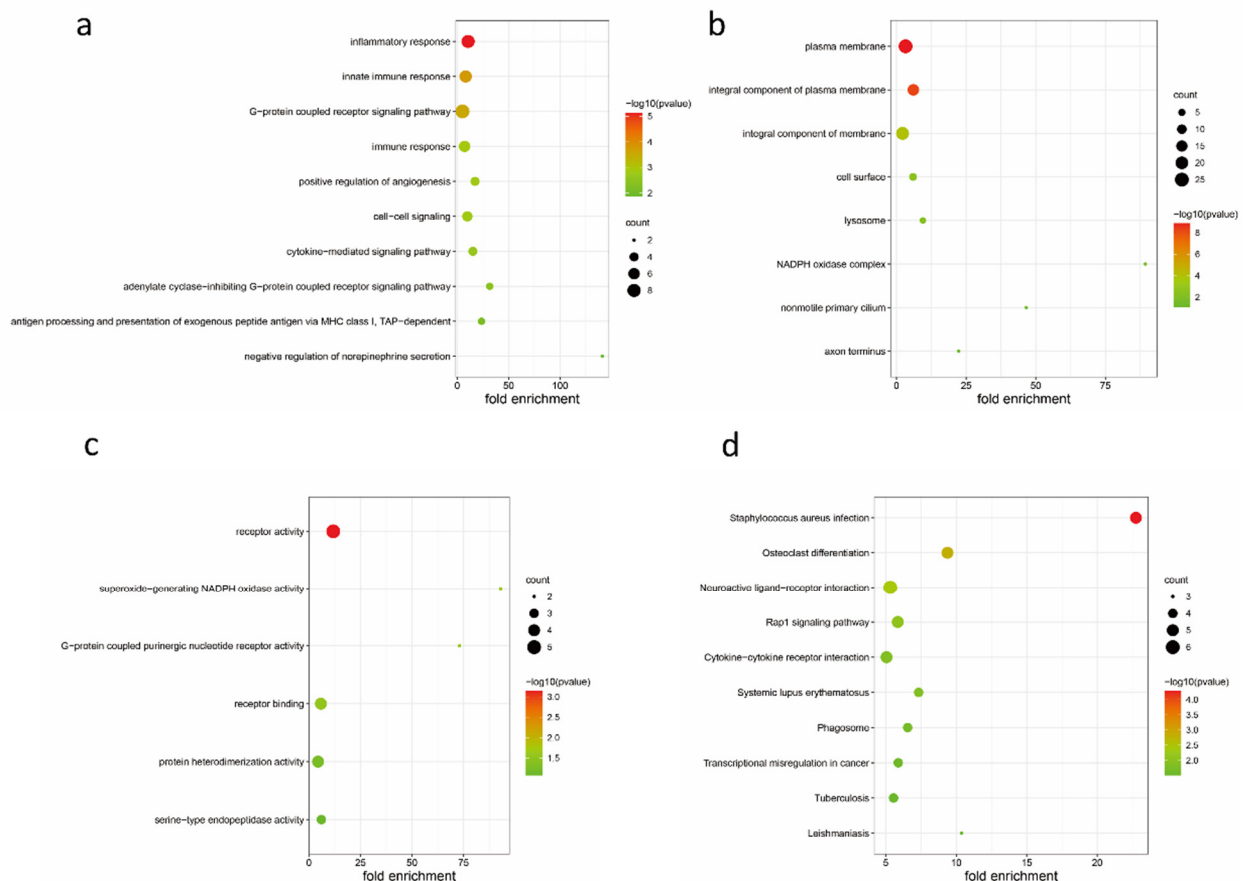 a
inflammatory response
innate immune response
G-protein coupled receptor signaling pathway
immune response
positive regulation of angiogenesis
cell-cell signaling
cytokine-mediated signaling pathway
adenylate cyclase-inhibiting G-protein coupled receptor signaling pathway
antigen processing and presentation of exogenous peptide antigen via MHC class I, TAP-dependent
negative regulation of norepinephrine secretion
0 50 100
fold enrichment
-log10(pvalue)
5
4
3
2
count
2
4
6
8
b
plasma membrane
integral component of plasma membrane
integral component of membrane
cell surface
lysosome
NADPH oxidase complex
nonmotile primary cilium
axon terminus
0 25 50 75
fold enrichment
count
5
10
15
20
25
-log10(pvalue)
8
6
4
2
c
receptor activity
superoxide-generating NADPH oxidase activity
G-protein coupled purinergic nucleotide receptor activity
receptor binding
protein heterodimerization activity
serine-type endopeptidase activity
0 25 50 75
fold enrichment
count
2
3
4
5
-log10(pvalue)
3.0
2.5
2.0
1.5
d
Staphylococcus aureus infection
Osteoclast differentiation
Neuroactive ligand-receptor interaction
Rap1 signaling pathway
Cytokine-cytokine receptor interaction
Systemic lupus erythematosus
Phagosome
Transcriptional misregulation in cancer
Tuberculosis
Leishmaniasis
5 10 15 20
fold enrichment
count
3
4
5
6
-log10(pvalue)
4.0
3.5
3.0
2.5
2.0